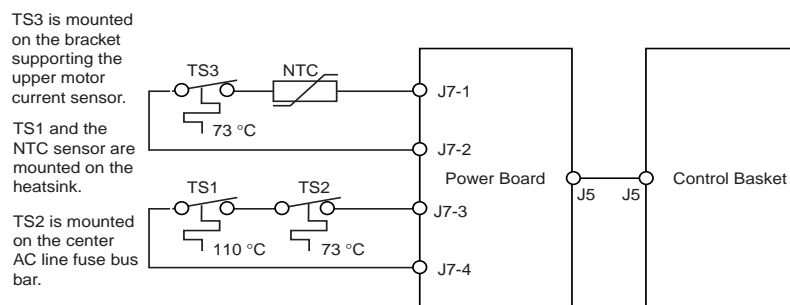 TS3 is mounted
on the bracket
supporting the
upper motor
current sensor.
TS1 and the
NTC sensor are
mounted on the
heatsink.
TS2 is mounted
on the center
AC line fuse bus
bar.
TS3
NTC
73 °C
J7-1
J7-2
TS1
TS2
110 °C
73 °C
J7-3
J7-4
Power Board
J5
J5
Control Basket